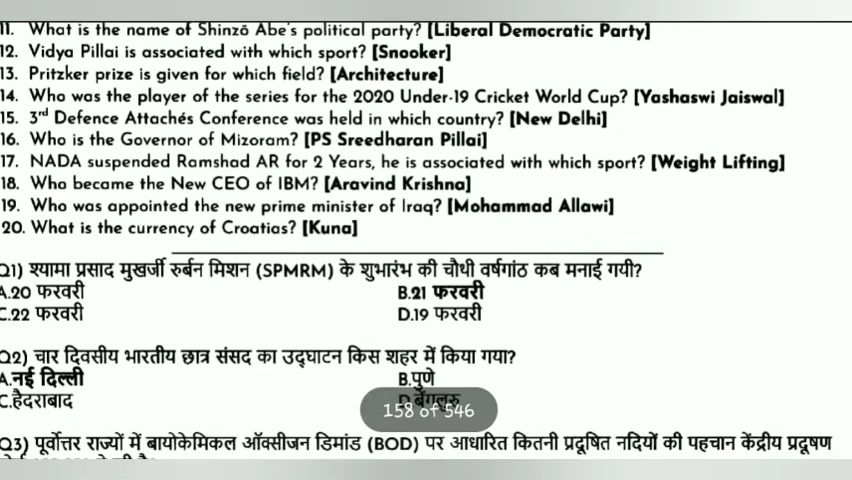 11. What is the name of Shinzō Abe's political party? [Liberal Democratic Party]
12. Vidya Pillai is associated with which sport? [Snooker]
13. Pritzker prize is given for which field? [Architecture]
14. Who was the player of the series for the 2020 Under-19 Cricket World Cup? [Yashaswi Jaiswal]
15. 3rd Defence Attachés Conference was held in which country? [New Delhi]
16. Who is the Governor of Mizoram? [PS Sreedharan Pillai]
17. NADA suspended Ramshad AR for 2 Years, he is associated with which sport? [Weight Lifting]
18. Who became the New CEO of IBM? [Aravind Krishna]
19. Who was appointed the new prime minister of Iraq? [Mohammad Allawi]
20. What is the currency of Croatias? [Kuna]
Q1) श्यामा प्रसाद मुखर्जी रुर्बन मिशन (SPMRM) के शुभारंभ की चौथी वर्षगांठ कब मनाई गयी?
A.20 फरवरी B.21 फरवरी
C.22 फरवरी D.19 फरवरी
Q2) चार दिवसीय भारतीय छात्र संसद का उद्घाटन किस शहर में किया गया?
A.नई दिल्ली B.पुणे
C.हैदराबाद D.बेंगलुरु
158 of 546
Q3) पूर्वोत्तर राज्यों में बायोकेमिकल ऑक्सीजन डिमांड (BOD) पर आधारित कितनी प्रदूषित नदियों की पहचान केंद्रीय प्रदूषण